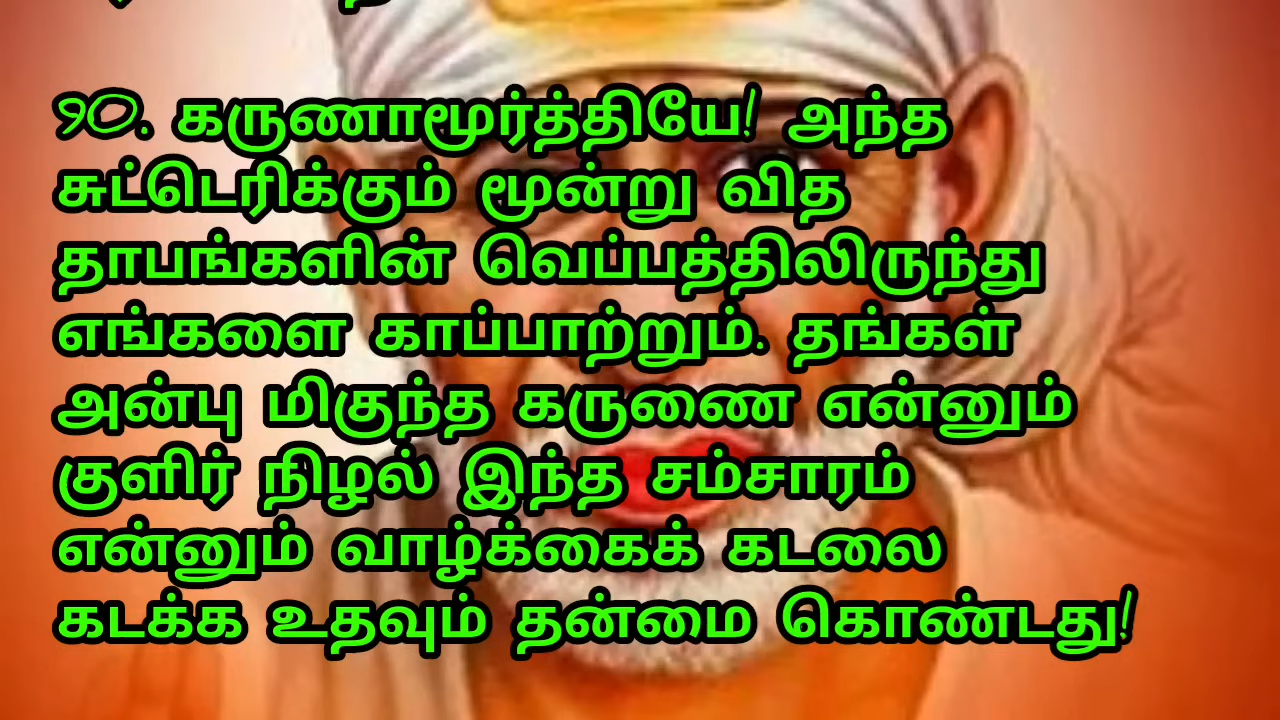 90. கருணாமூர்த்தியே! அந்த
சுட்டெரிக்கும் மூன்று வித
தாபங்களின் வெப்பத்திலிருந்து
எங்களை காப்பாற்றும். தங்கள்
அன்பு மிகுந்த கருணை என்னும்
குளிர் நிழல் இந்த சம்சாரம்
என்னும் வாழ்க்கைக் கடலை
கடக்க உதவும் தன்மை கொண்டது!